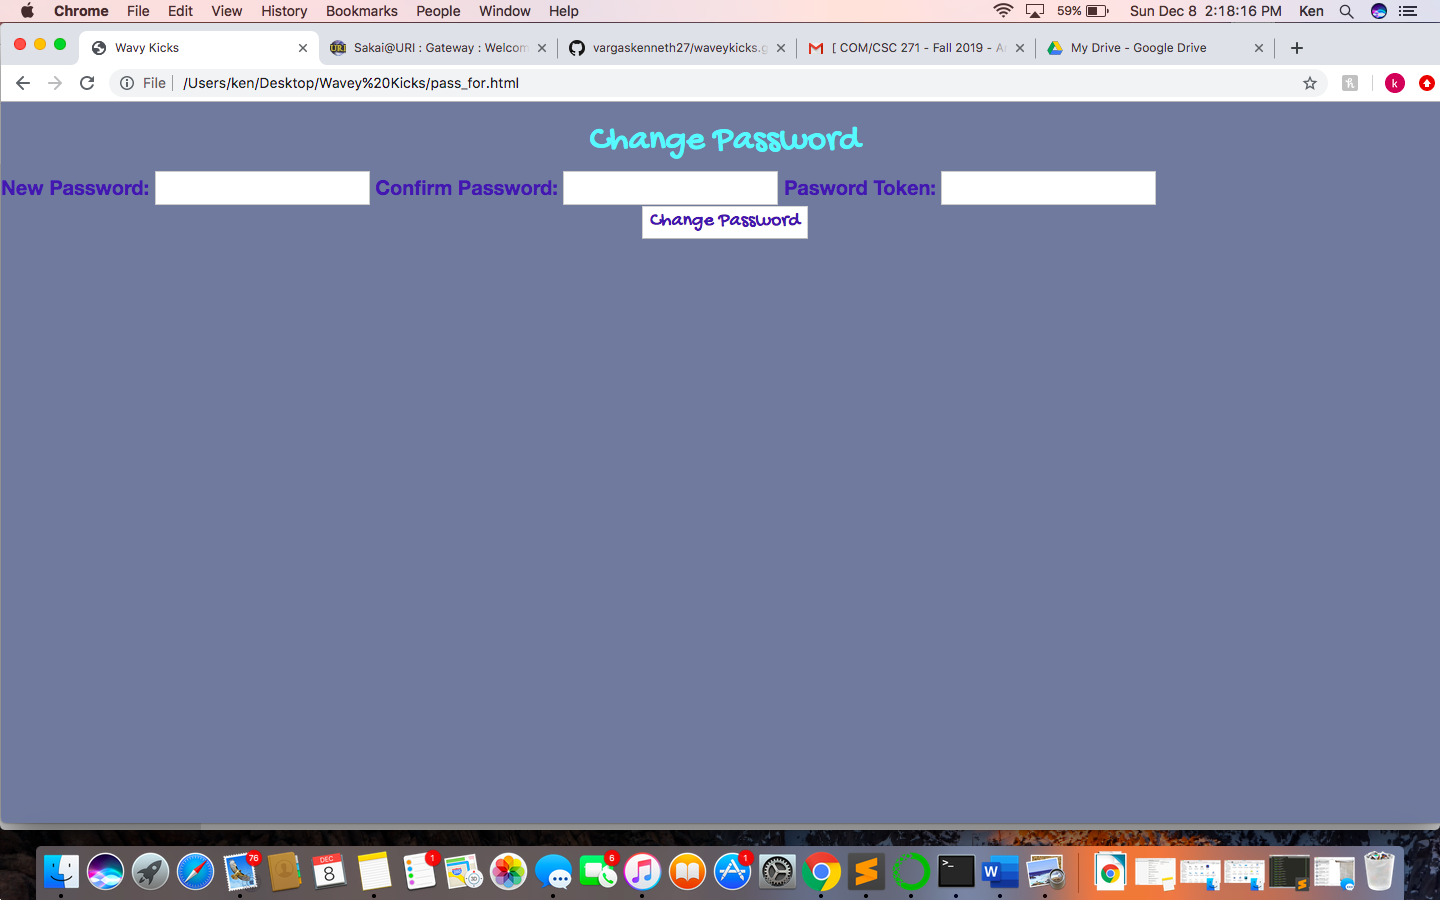 Chrome File Edit View History Bookmarks People Window Help 59% Sun Dec 8 2:18:16 PM Ken
Wavy Kicks Sakai@URI : Gateway : Welcom vargaskenneth27/waveykicks.g [ COM/CSC 271 - Fall 2019 - A My Drive - Google Drive
File /Users/ken/Desktop/Wavey%20Kicks/pass_for.html k
Change Password
New Password: Confirm Password: Pasword Token:
Change Password
76 DEC 8 1 6 1 >_ W